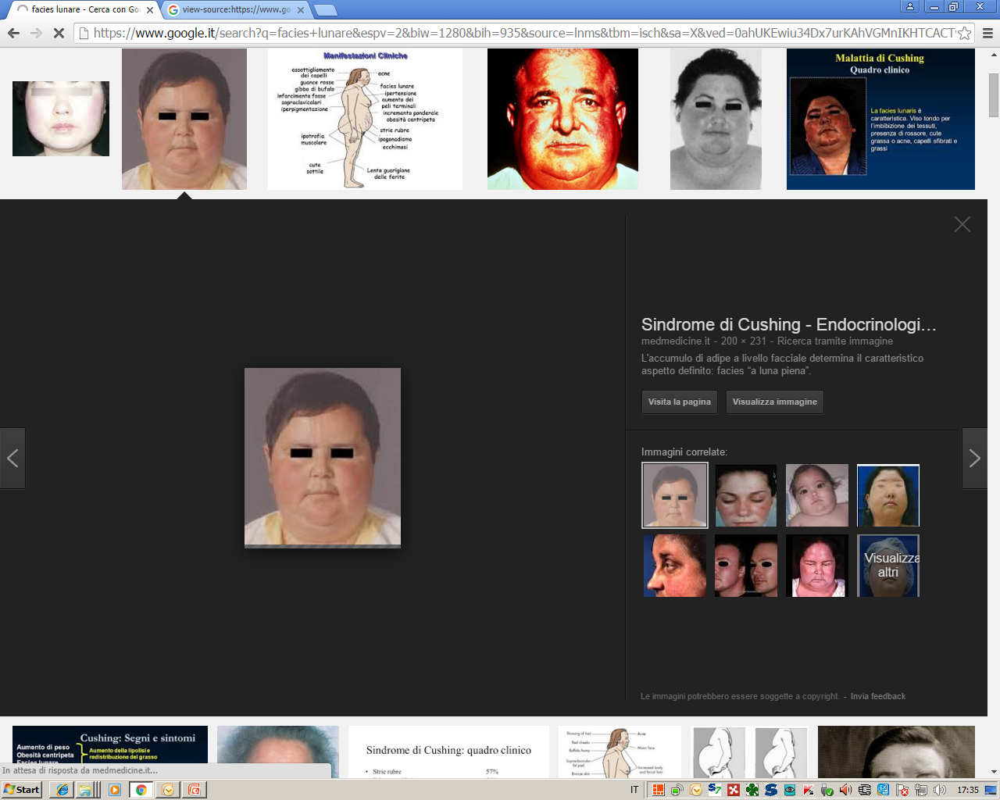 facies lunare - Cerca con Go
view-source:https://www.go
https://www.google.it/search?q=facies+lunare&espv=2&biw=1280&bih=935&source=lnms&tbm=isch&sa=X&ved=0ahUKEwiu34Dx7urKAhVGMnIKHTCACT
Manifestazioni Cliniche
assottigliamento
dei capelli
guance rosse
gibbo di bufalo
infarcimento fosse
sopraclavicolari
iperpigmentazione
ipotrofia
muscolare
cute
sottile
acne
facies lunare
ipertensione
aumento dei
peli terminali
incremento ponderale
obesità centripeta
strie rubre
ipogonadismo
ecchimosi
Lenta guarigione
delle ferite
Malattia di Cushing
Quadro clinico
La facies lunaris è
caratteristica. Viso tondo per
l'imbibizione dei tessuti,
presenza di rossore, cute
grassa o acne, capelli sfibrati e
grassi
Sindrome di Cushing - Endocrinologi...
medmedicine.it - 200 × 231 - Ricerca tramite immagine
L'accumulo di adipe a livello facciale determina il caratteristico
aspetto definito: facies “a luna piena”.
Visita la pagina
Visualizza immagine
Immagini correlate:
Visualizza
altri
Le immagini potrebbero essere soggette a copyright. - Invia feedback
Cushing: Segni e sintomi
Aumento di peso
Obesità centripeta
Facies lunare
Aumento della lipolisi e
redistribuzione del grasso
Sindrome di Cushing: quadro clinico
• Strie rubre 57%
Thinning of hair
Red cheeks
Buffalo hump
Supraclavicular
fat pad
Bronze skin
Acne
Moon face
Increased body
and facial hair
In attesa di risposta da medmedicine.it...
Start
IT
17:35